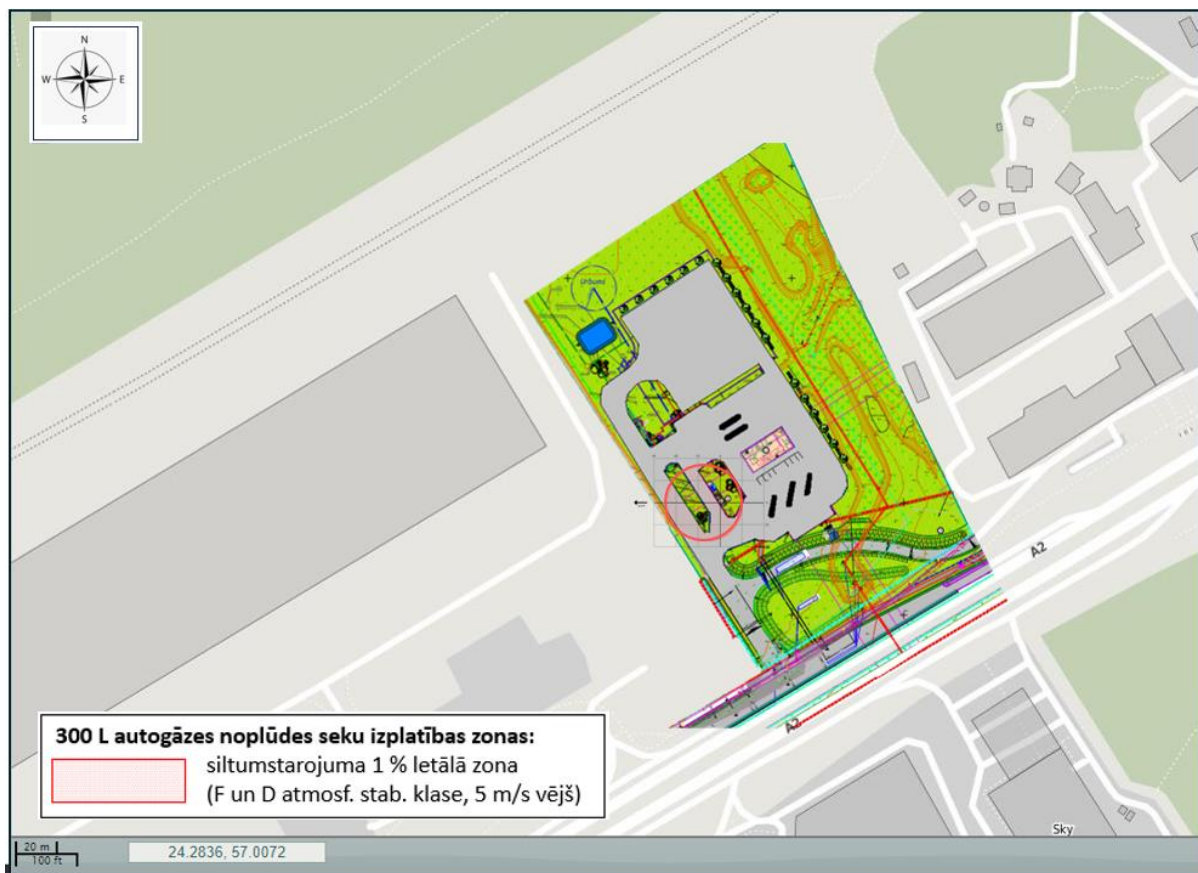 N
W E
S
A2
A2
300 L autogāzes noplūdes seku izplatības zonas:
siltumstarojuma 1 % letālā zona
(F un D atmosf. stab. klase, 5 m/s vējš)
Sky
20 m
100 ft
24.2836, 57.0072